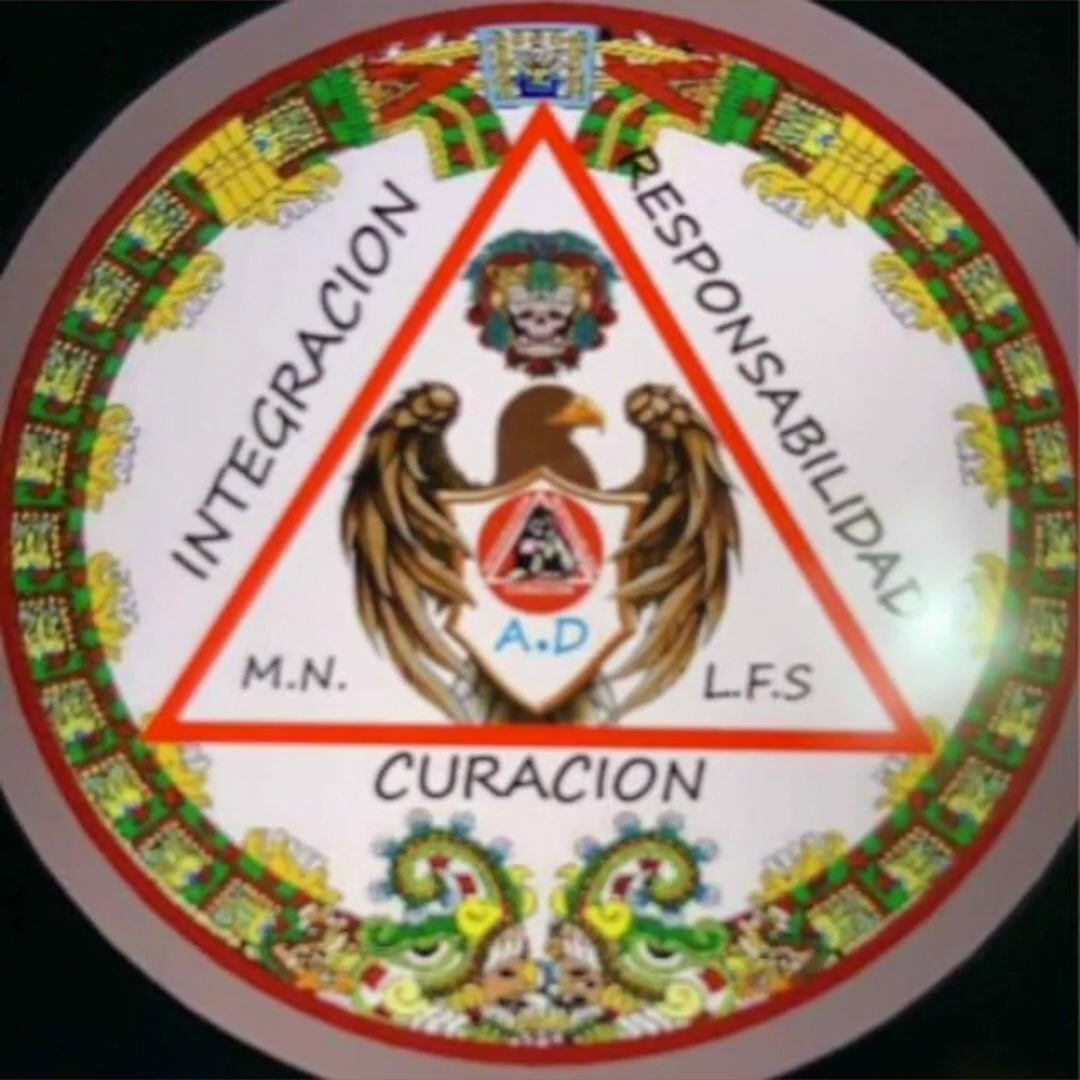 INTEGRACION
RESPONSABILIDAD
A.D
M.N.
L.F.S
CURACION